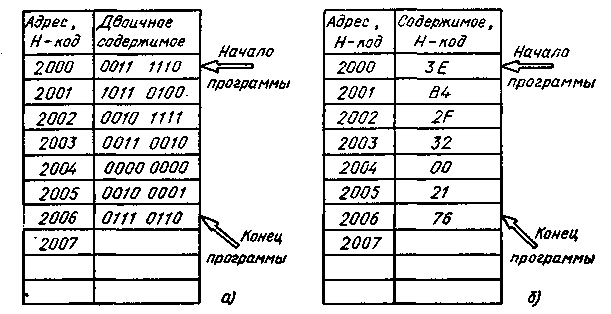 Адрес,
Н-код
Двоичное
содержимое
2000
0011 1110
2001
1011 0100
2002
0010 1111
2003
0011 0010
2004
0000 0000
2005
0010 0001
2006
0111 0110
2007
Начало
программы
Конец
программы
а)
Адрес,
Н-код
Содержимое,
Н-код
2000
3E
2001
B4
2002
2F
2003
32
2004
00
2005
21
2006
76
2007
Начало
программы
Конец
программы
б)